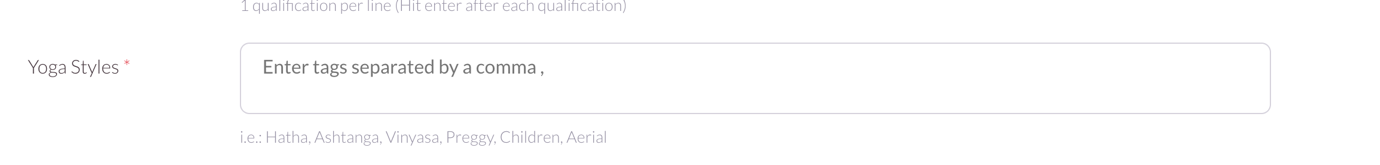 1 qualification per line (Hit enter after each qualification)
Yoga Styles *
Enter tags separated by a comma ,
i.e.: Hatha, Ashtanga, Vinyasa, Preggy, Children, Aerial